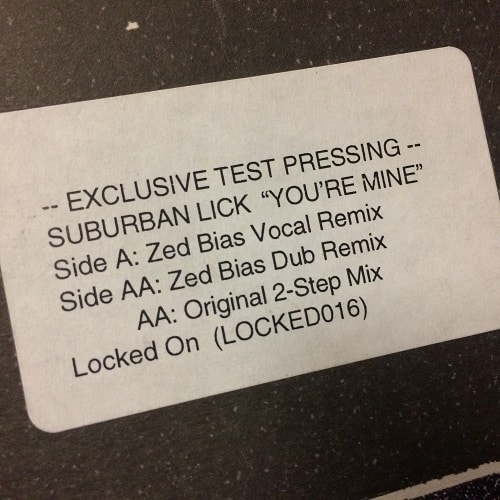 -- EXCLUSIVE TEST PRESSING --
SUBURBAN LICK “YOU’RE MINE”
Side A: Zed Bias Vocal Remix
Side AA: Zed Bias Dub Remix
AA: Original 2-Step Mix
Locked On (LOCKED016)